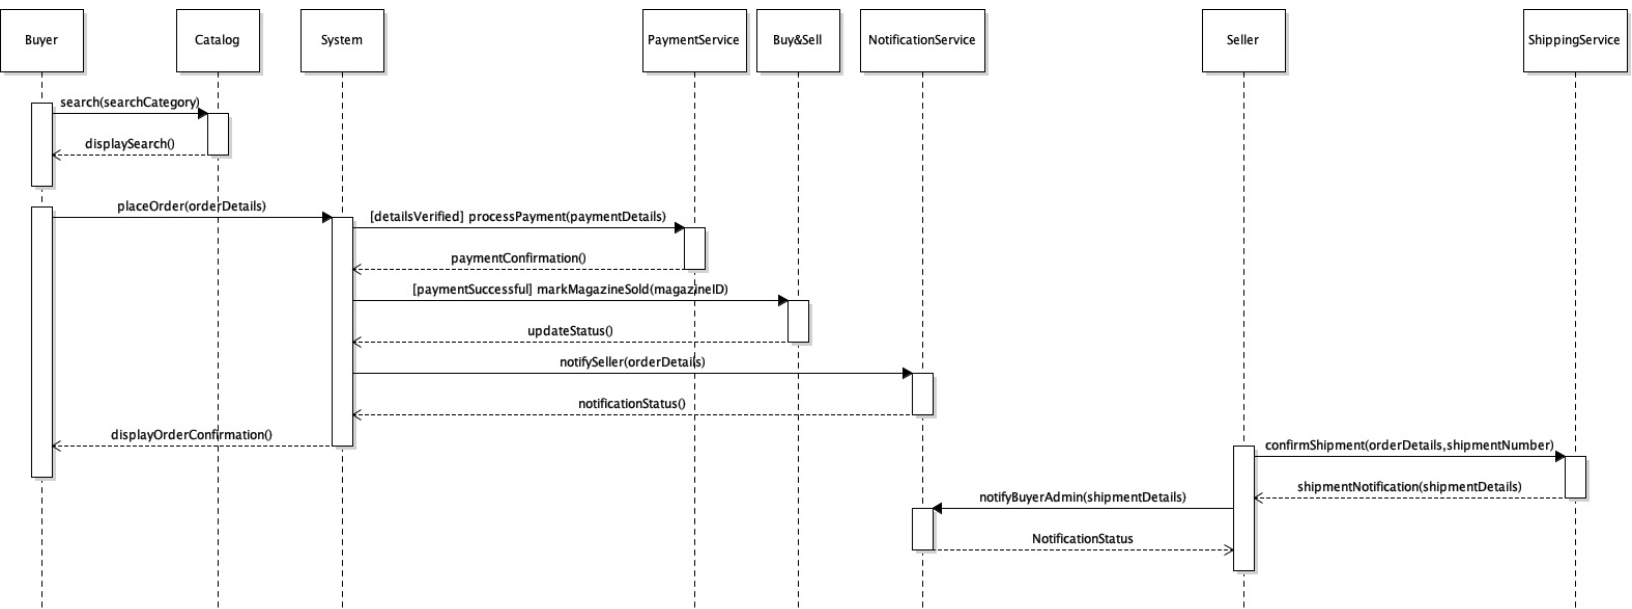 Buyer
Catalog
System
PaymentService
Buy&Sell
NotificationService
Seller
ShippingService
search(searchCategory)
displaySearch()
placeOrder(orderDetails)
[detailsVerified] processPayment(paymentDetails)
paymentConfirmation()
[paymentSuccessful] markMagazineSold(magazineID)
updateStatus()
notifySeller(orderDetails)
notificationStatus()
displayOrderConfirmation()
confirmShipment(orderDetails,shipmentNumber)
shipmentNotification(shipmentDetails)
notifyBuyerAdmin(shipmentDetails)
NotificationStatus